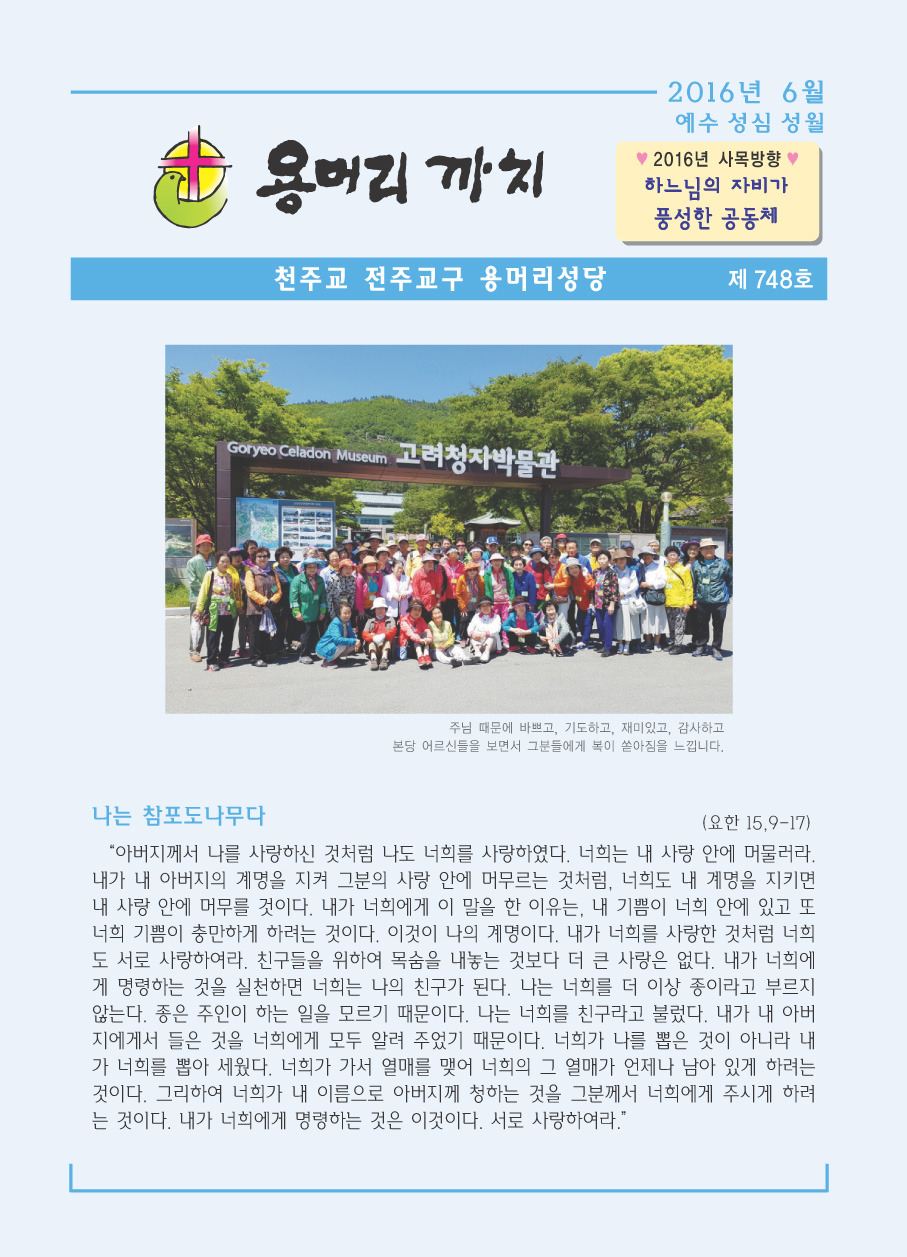 2016년 6월
예수 성심 성월
용머리 까치
♥ 2016년 사목방향 ♥
하느님의 자비가
풍성한 공동체
천주교 전주교구 용머리성당
제 748호
Goryeo Celadon Museum 고려청자박물관
주님 때문에 바쁘고, 기도하고, 재미있고, 감사하고
본당 어르신들을 보면서 그분들에게 복이 쏟아짐을 느낍니다.
나는 참포도나무다
(요한 15,9-17)
“아버지께서 나를 사랑하신 것처럼 나도 너희를 사랑하였다. 너희는 내 사랑 안에 머물러라.
내가 내 아버지의 계명을 지켜 그분의 사랑 안에 머무르는 것처럼, 너희도 내 계명을 지키면
내 사랑 안에 머무를 것이다. 내가 너희에게 이 말을 한 이유는, 내 기쁨이 너희 안에 있고 또
너희 기쁨이 충만하게 하려는 것이다. 이것이 나의 계명이다. 내가 너희를 사랑한 것처럼 너희
도 서로 사랑하여라. 친구들을 위하여 목숨을 내놓는 것보다 더 큰 사랑은 없다. 내가 너희에
게 명령하는 것을 실천하면 너희는 나의 친구가 된다. 나는 너희를 더 이상 종이라고 부르지
않는다. 종은 주인이 하는 일을 모르기 때문이다. 나는 너희를 친구라고 불렀다. 내가 내 아버
지에게서 들은 것을 너희에게 모두 알려 주었기 때문이다. 너희가 나를 뽑은 것이 아니라 내
가 너희를 뽑아 세웠다. 너희가 가서 열매를 맺어 너희의 그 열매가 언제나 남아 있게 하려는
것이다. 그리하여 너희가 내 이름으로 아버지께 청하는 것을 그분께서 너희에게 주시게 하려
는 것이다. 내가 너희에게 명령하는 것은 이것이다. 서로 사랑하여라.”